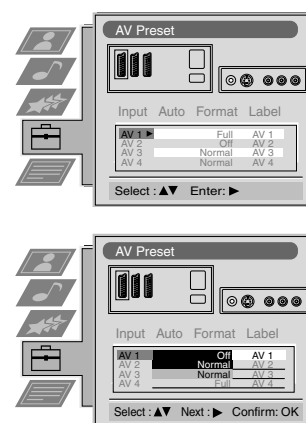 AV Preset
Input Auto Format Label
AV 1 ▶ Full AV 1
AV 2 Off AV 2
AV 3 Normal AV 3
AV 4 Normal AV 4
Select : ▲▼ Enter: ▶
AV Preset
Input Auto Format Label
AV 1 Off AV 1
AV 2 Normal AV 2
AV 3 Normal AV 3
AV 4 Full AV 4
Select : ▲▼ Next : ▶ Confirm: OK